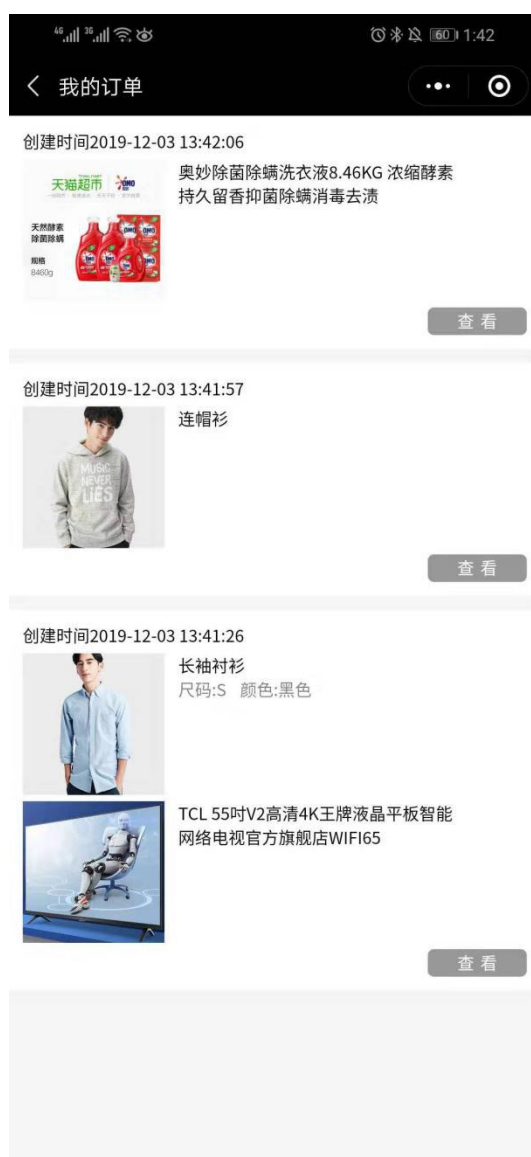 4G 3G 60 1:42
我的订单
创建时间2019-12-03 13:42:06
天猫超市 OMO
天然酵素
除菌除螨
规格
8460g
奥妙除菌除螨洗衣液8.46KG 浓缩酵素
持久留香抑菌除螨消毒去渍
查看
创建时间2019-12-03 13:41:57
MUSIC
NEVER
LIES
连帽衫
查看
创建时间2019-12-03 13:41:26
长袖衬衫
尺码:S 颜色:黑色
TCL 55吋V2高清4K王牌液晶平板智能
网络电视官方旗舰店WIFI65
查看